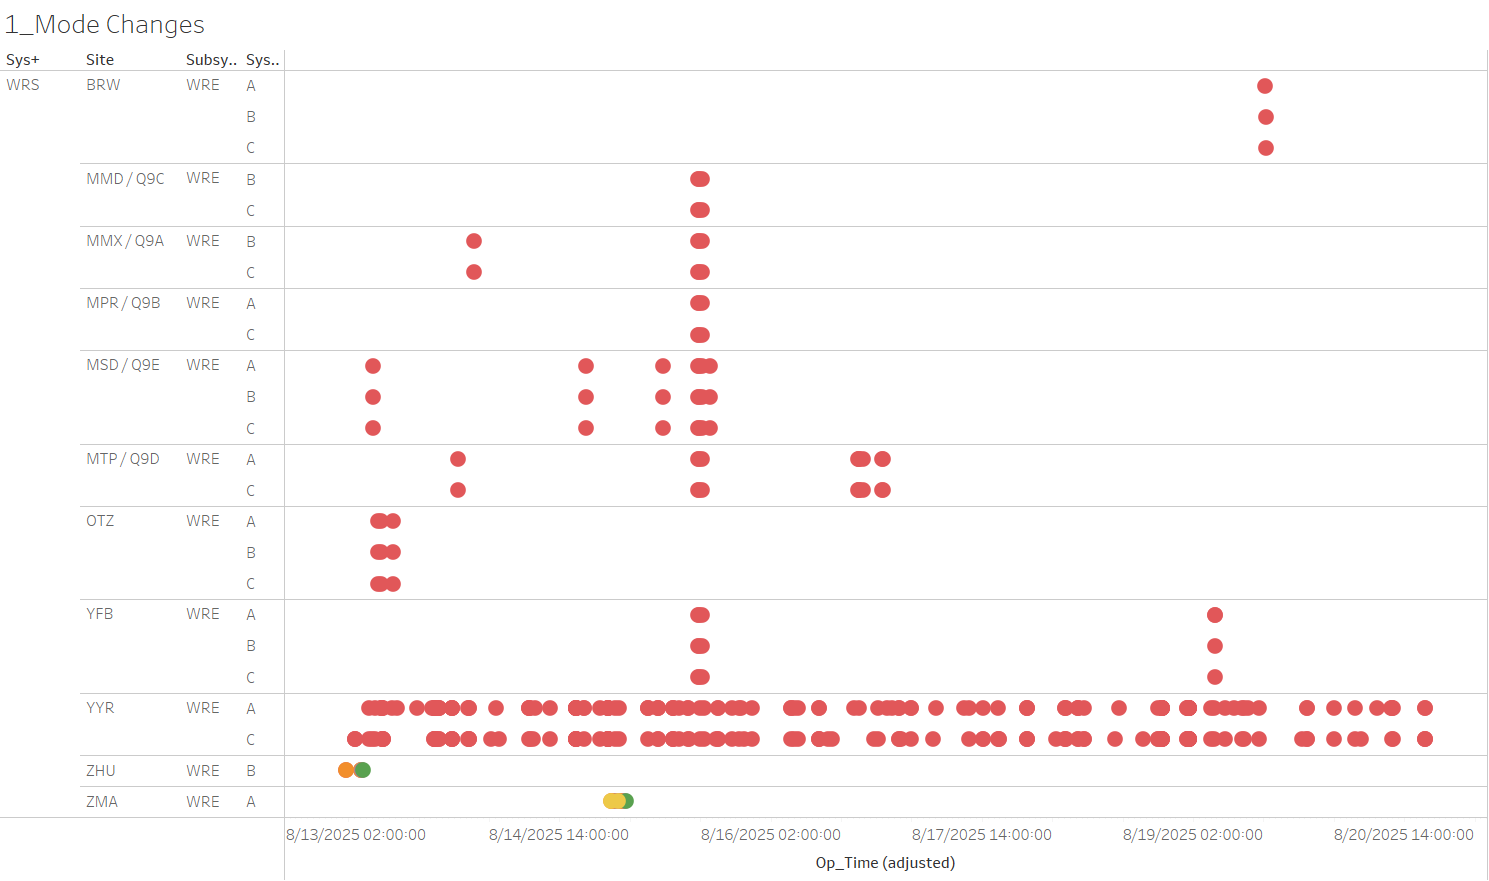 1_Mode Changes
Sys+ Site Subsy.. Sys..
WRS BRW WRE A
B
C
MMD / Q9C WRE B
C
MMX / Q9A WRE B
C
MPR / Q9B WRE A
C
MSD / Q9E WRE A
B
C
MTP / Q9D WRE A
C
OTZ WRE A
B
C
YFB WRE A
B
C
YYR WRE A
C
ZHU WRE B
ZMA WRE A
8/13/2025 02:00:00 8/14/2025 14:00:00 8/16/2025 02:00:00 8/17/2025 14:00:00 8/19/2025 02:00:00 8/20/2025 14:00:00
Op_Time (adjusted)